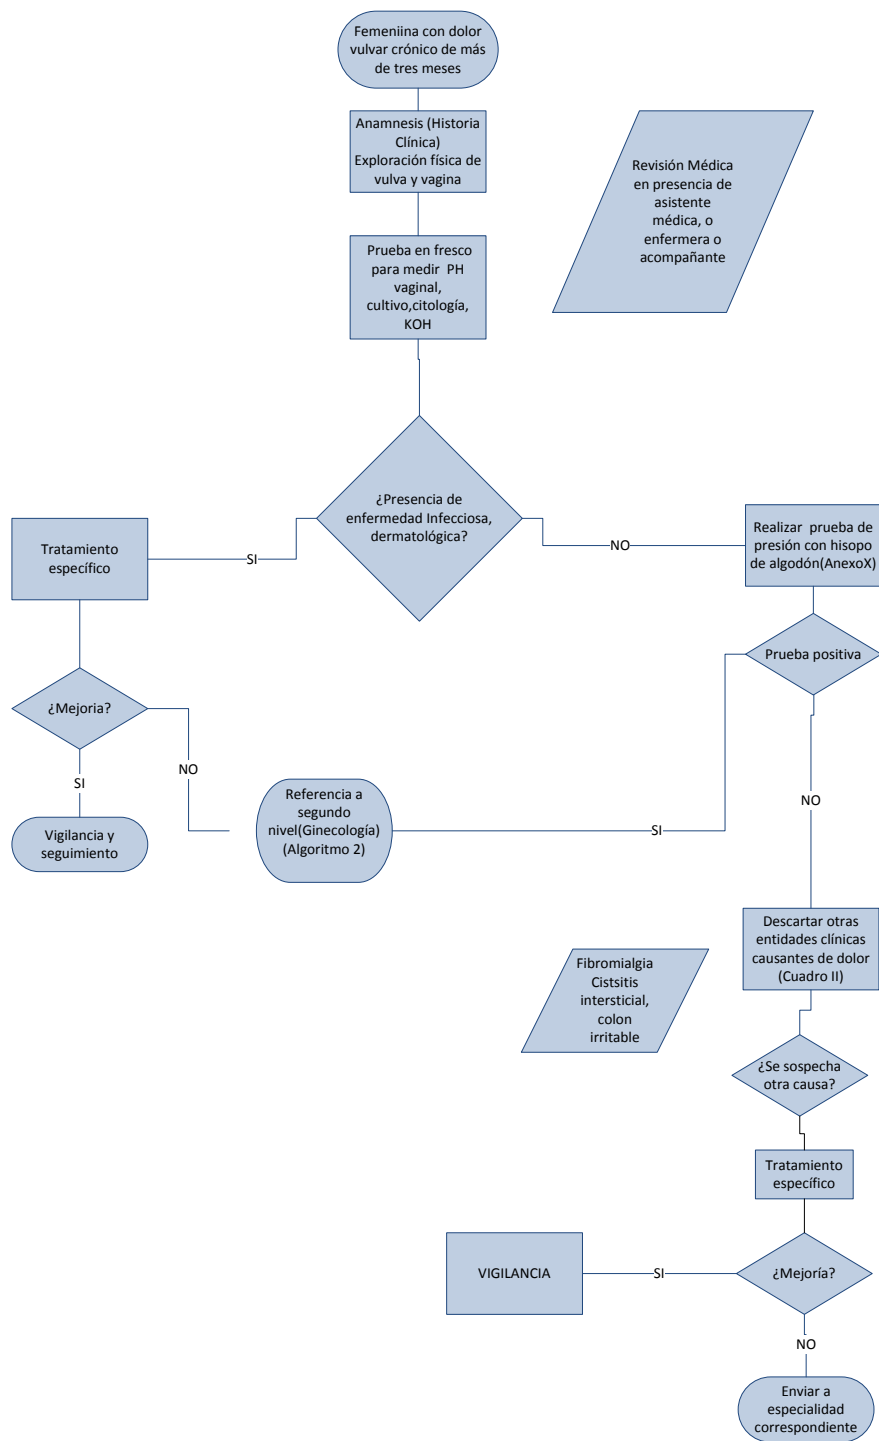 Femeniina con dolor
vulvar crónico de más
de tres meses
Anamnesis (Historia
Clínica)
Exploración física de
vulva y vagina
Revisión Médica
en presencia de
asistente
médica, o
enfermera o
acompañante
Prueba en fresco
para medir PH
vaginal,
cultivo,citología,
KOH
¿Presencia de
enfermedad Infecciosa,
dermatológica?
SI
NO
Tratamiento
específico
Realizar prueba de
presión con hisopo
de algodón(AnexoX)
Prueba positiva
¿Mejoria?
SI
NO
Vigilancia y
seguimiento
Referencia a
segundo
nivel(Ginecología)
(Algoritmo 2)
SI
NO
Descartar otras
entidades clínicas
causantes de dolor
(Cuadro II)
Fibromialgia
Cistsitis
intersticial,
colon
irritable
¿Se sospecha
otra causa?
Tratamiento
específico
¿Mejoría?
SI
VIGILANCIA
NO
Enviar a
especialidad
correspondiente